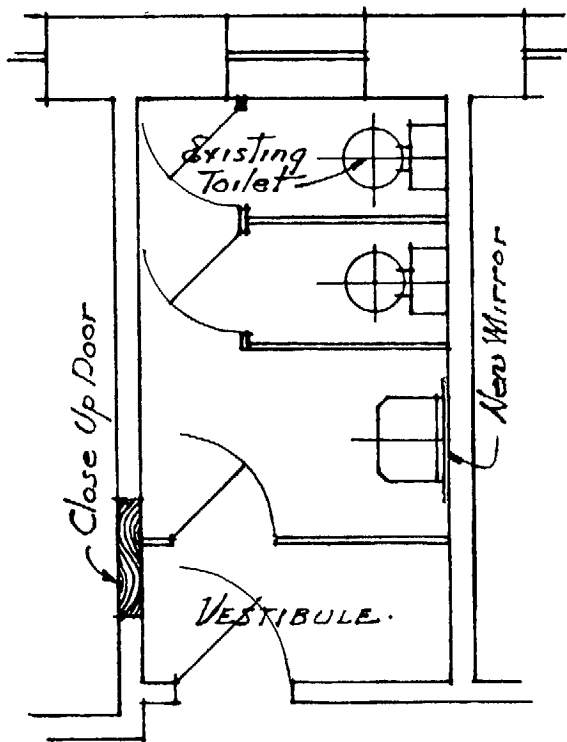 Existing
Toilet
Close Up Door
New Mirror
VESTIBULE.